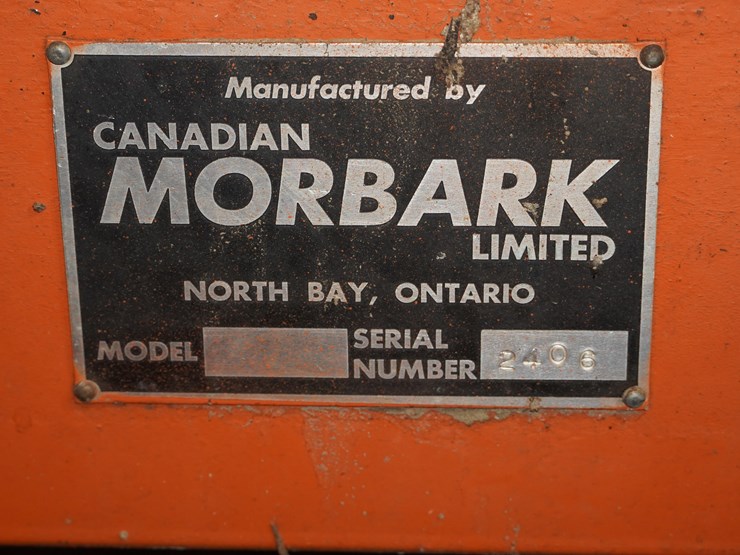 Manufactured by
CANADIAN
MORBARK
LIMITED
NORTH BAY, ONTARIO
MODEL
SERIAL
NUMBER 2406